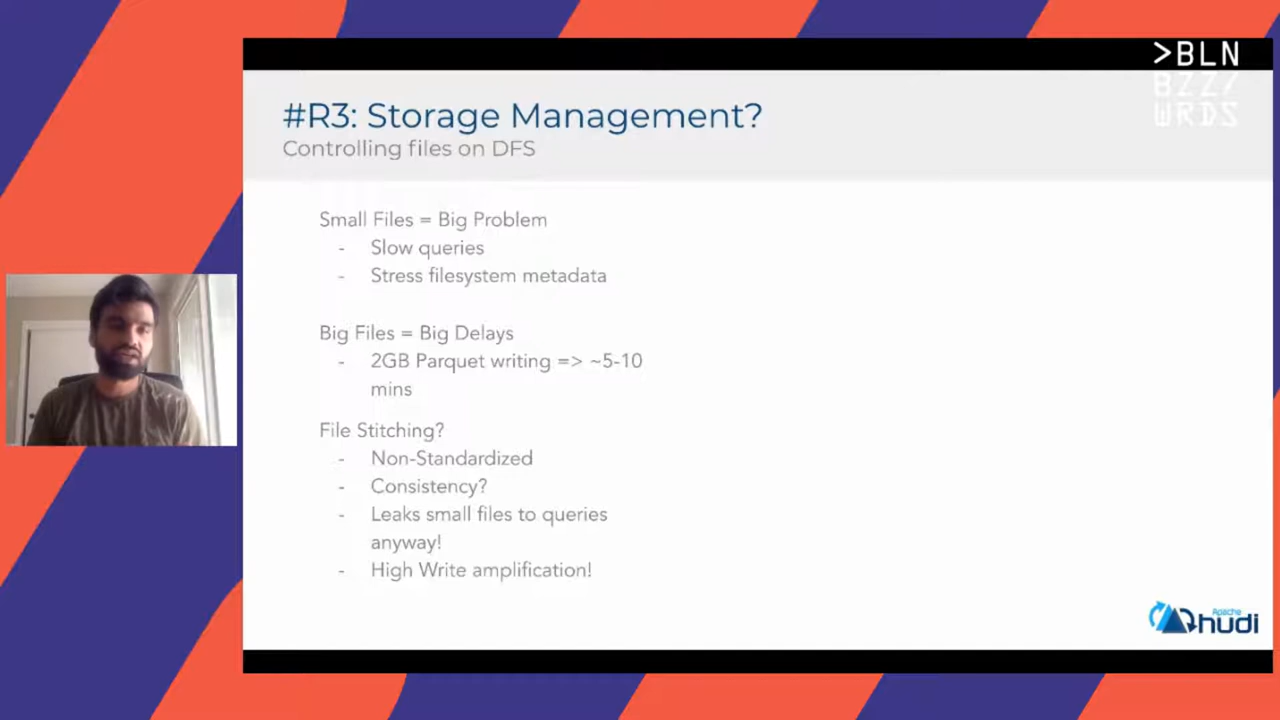 >BLN
BZZ/
WRDS
#R3: Storage Management?
Controlling files on DFS
Small Files = Big Problem
- Slow queries
- Stress filesystem metadata
Big Files = Big Delays
- 2GB Parquet writing => ~5-10
mins
File Stitching?
- Non-Standardized
- Consistency?
- Leaks small files to queries
anyway!
- High Write amplification!
Apache
hudi